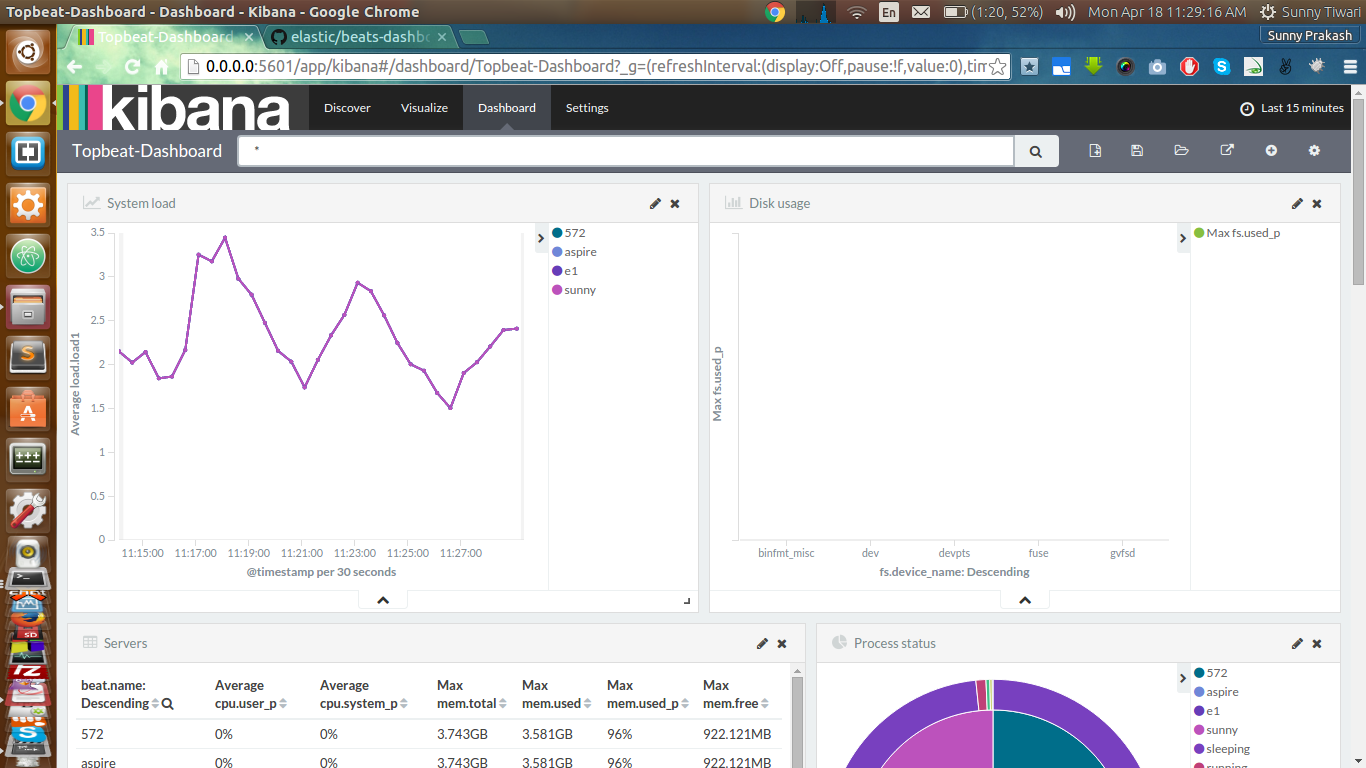 Topbeat-Dashboard - Dashboard - Kibana - Google Chrome
En
(1:20, 52%)
Mon Apr 18 11:29:16 AM
Sunny Tiwari
Topbeat-Dashboard
elastic/beats-dashb
Sunny Prakash
0.0.0.0:5601/app/kibana#/dashboard/Topbeat-Dashboard?_g=(refreshInterval:(display:Off,pause:!f,value:0),tim
kibana
Discover
Visualize
Dashboard
Settings
Last 15 minutes
Topbeat-Dashboard
*
System load
3.5
3
2.5
2
1.5
1
0.5
0
Average load.load1
11:15:00
11:17:00
11:19:00
11:21:00
11:23:00
11:25:00
11:27:00
@timestamp per 30 seconds
572
aspire
e1
sunny
Disk usage
Max fs.used_p
binfmt_misc
dev
devpts
fuse
gvfsd
fs.device_name: Descending
Max fs.used_p
Servers
beat.name: Descending
Average cpu.user_p
Average cpu.system_p
Max mem.total
Max mem.used
Max mem.used_p
Max mem.free
572 0% 0% 3.743GB 3.581GB 96% 922.121MB
aspire 0% 0% 3.743GB 3.581GB 96% 922.121MB
Process status
572
aspire
e1
sunny
sleeping
running